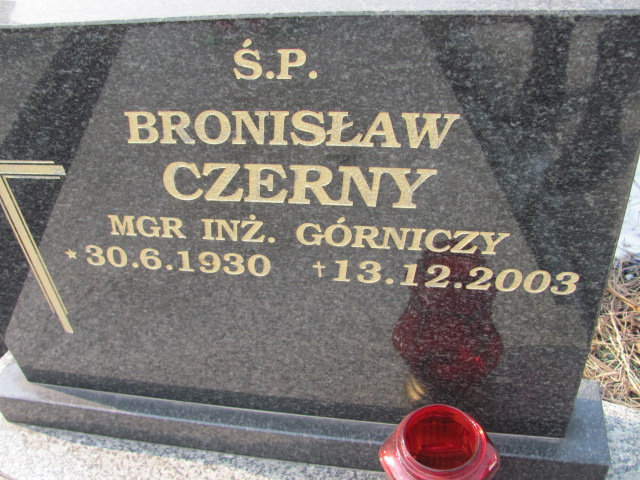 Ś.P.
BRONISŁAW
CZERNY
MGR INŻ. GÓRNICZY
*30.6.1930 †13.12.2003